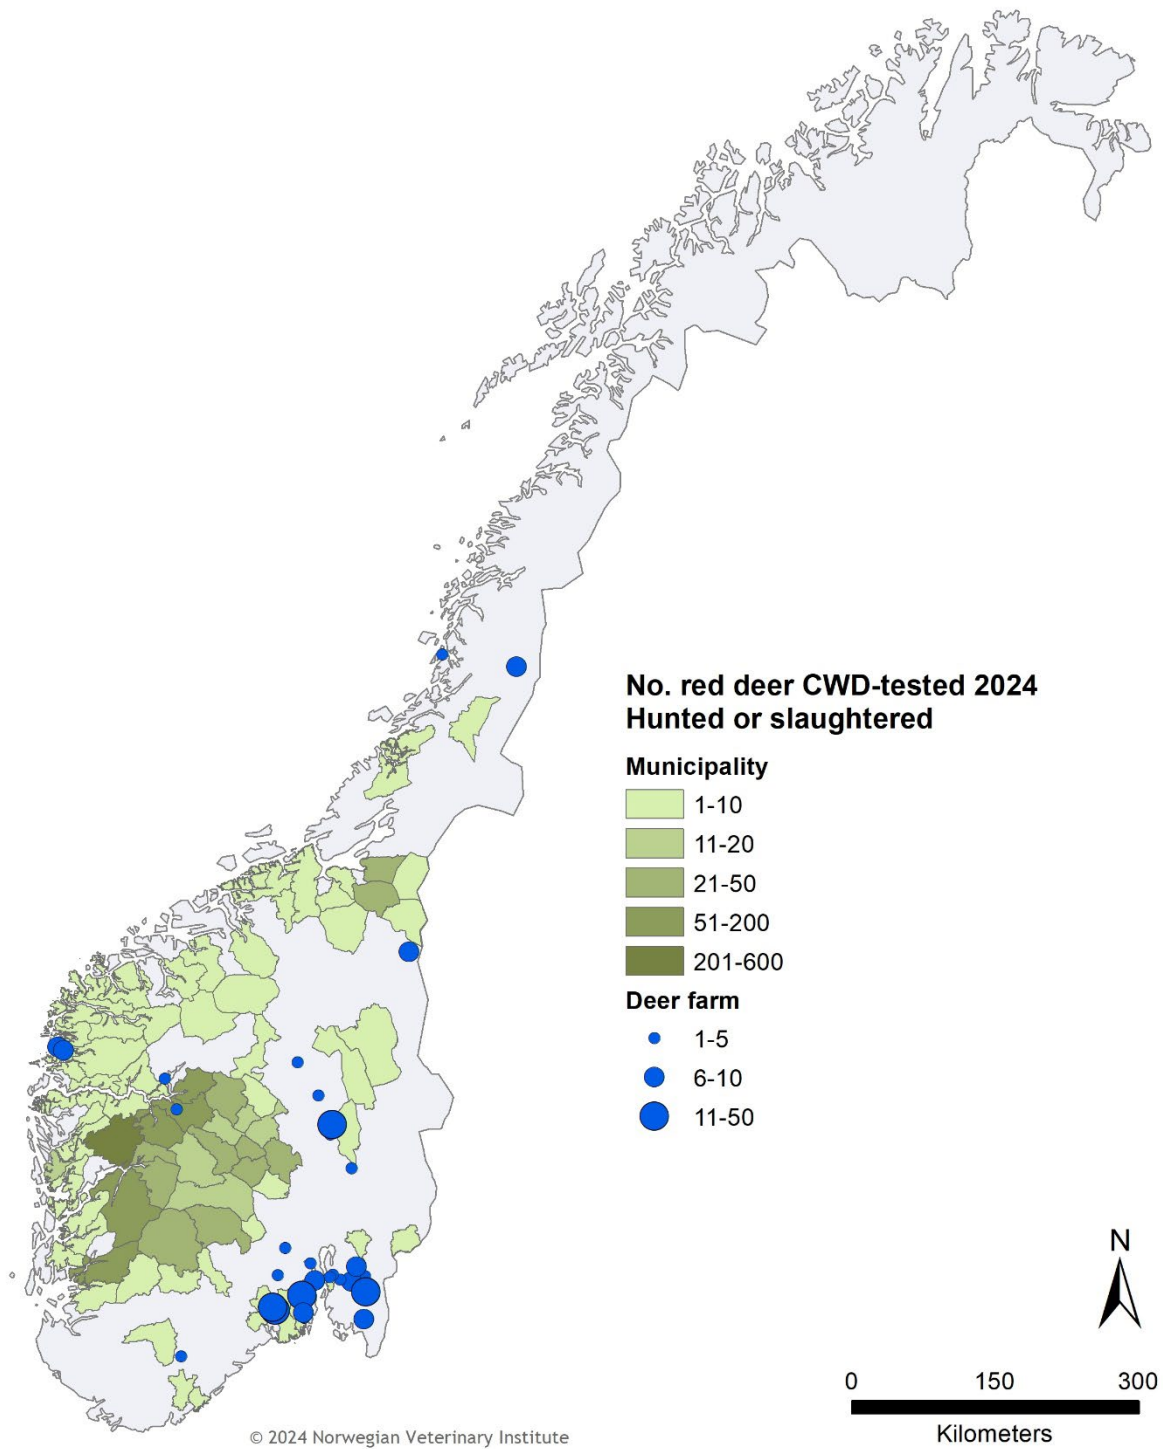 No. red deer CWD-tested 2024
Hunted or slaughtered
Municipality
1-10
11-20
21-50
51-200
201-600
Deer farm
1-5
6-10
11-50
N
0 150 300
Kilometers
© 2024 Norwegian Veterinary Institute